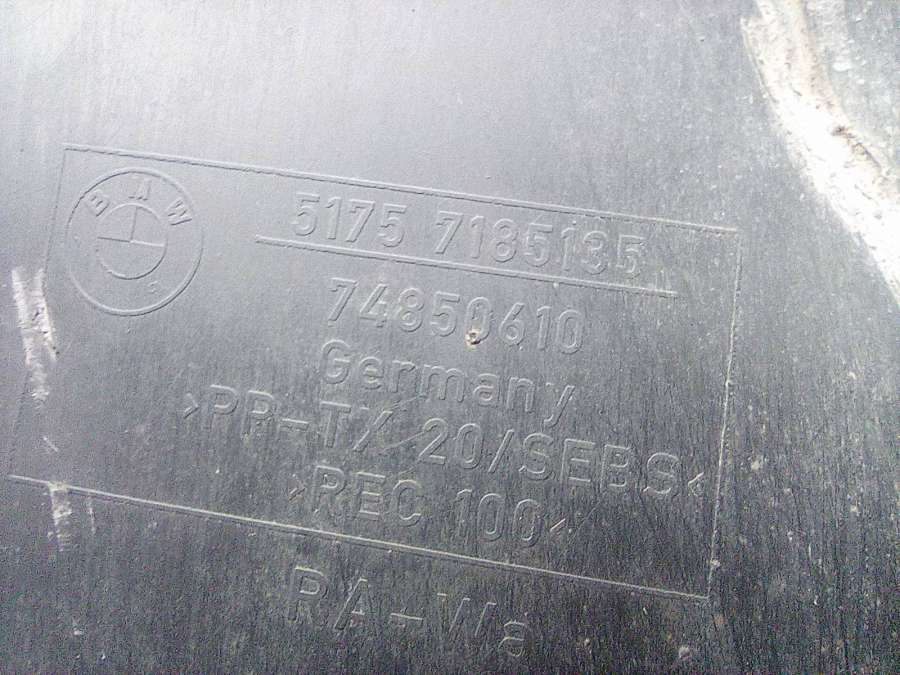 BMW
5175 7185135
74850610
Germany
>PP-TX 20/SEBS<
>REC 100<
RA-Wa